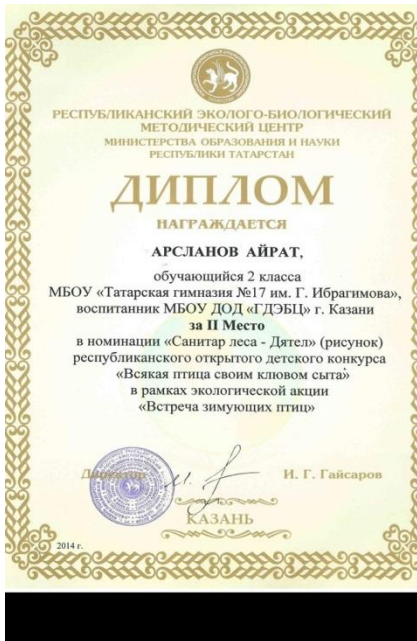 РЕСПУБЛИКАНСКИЙ ЭКОЛОГО-БИОЛОГИЧЕСКИЙ
МЕТОДИЧЕСКИЙ ЦЕНТР
МИНИСТЕРСТВА ОБРАЗОВАНИЯ И НАУКИ
РЕСПУБЛИКИ ТАТАРСТАН
ДИПЛОМ
НАГРАЖДАЕТСЯ
АРСЛАНОВ АЙРАТ,
обучающийся 2 класса
МБОУ «Татарская гимназия №17 им. Г. Ибрагимова»,
воспитанник МБОУ ДОД «ГДЭБЦ» г. Казани
за II Место
в номинации «Санитар леса - Дятел» (рисунок)
республиканского открытого детского конкурса
«Всякая птица своим клювом сыта»
в рамках экологической акции
«Встреча зимующих птиц»
Директор И. Г. Гайсаров
КАЗАНЬ
2014 г.